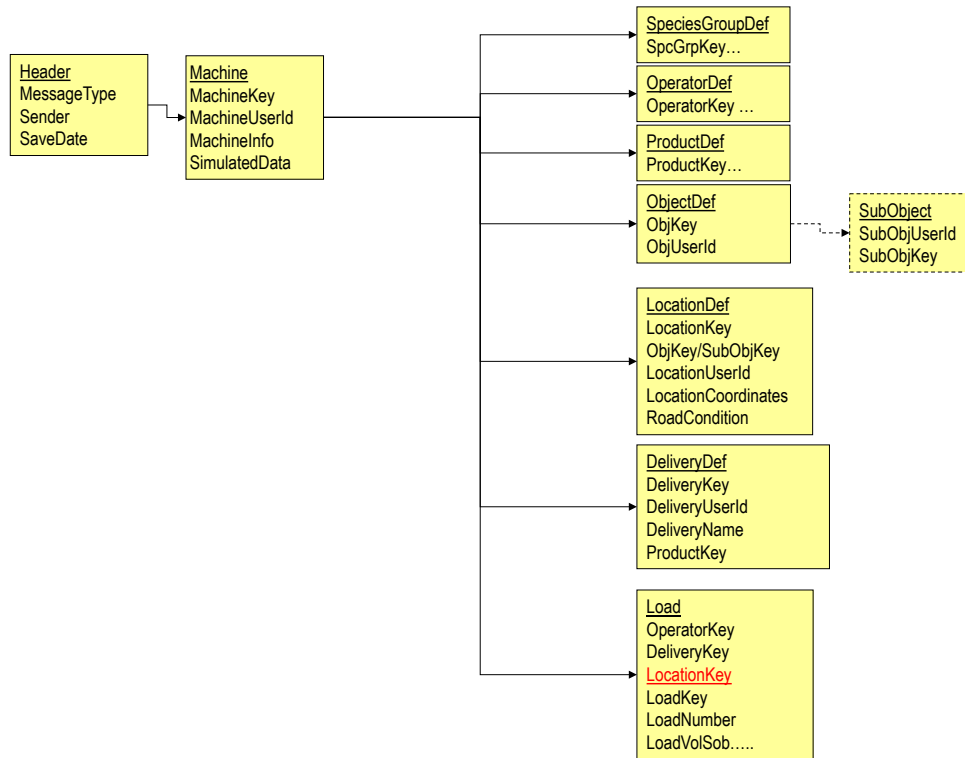 Header
MessageType
Sender
SaveDate
Machine
MachineKey
MachineUserId
MachineInfo
SimulatedData
SpeciesGroupDef
SpcGrpKey…
OperatorDef
OperatorKey …
ProductDef
ProductKey…
ObjectDef
ObjKey
ObjUserId
SubObject
SubObjUserId
SubObjKey
LocationDef
LocationKey
ObjKey/SubObjKey
LocationUserId
LocationCoordinates
RoadCondition
DeliveryDef
DeliveryKey
DeliveryUserId
DeliveryName
ProductKey
Load
OperatorKey
DeliveryKey
LocationKey
LoadKey
LoadNumber
LoadVolSob…..